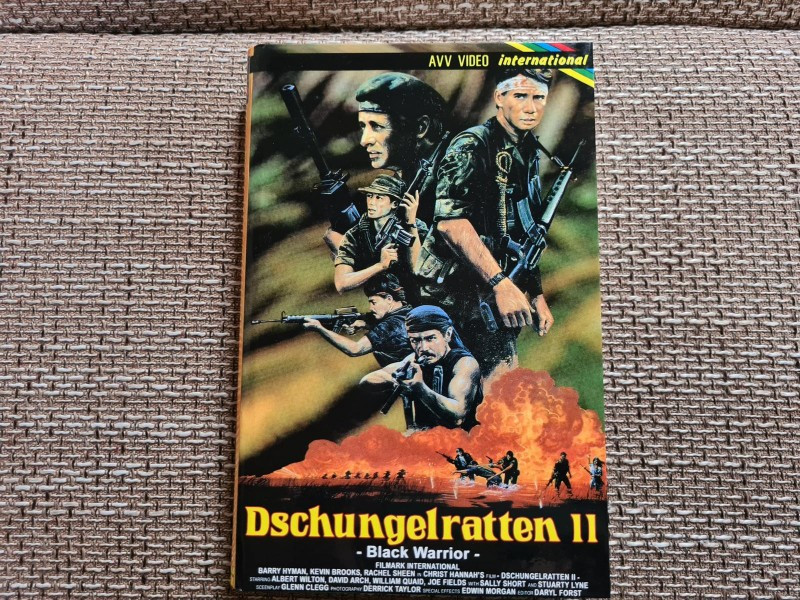 AVV VIDEO international
Dschungelratten II
- Black Warrior -
FILMARK INTERNATIONAL
BARRY HYMAN, KEVIN BROOKS, RACHEL SHEEN IN CHRIST HANNAH'S FILM • DSCHUNGELRATTEN II -
STARRING ALBERT WILTON, DAVID ARCH, WILLIAM QUAID, JOE FIELDS WITH SALLY SHORT AND STUARTY LYNE
SCEENPLAY GLENN CLEGG PHOTOGRAPHY DERRICK TAYLOR SPECIAL EFFECTS EDWIN MORGAN EDITOR DARYL FORST